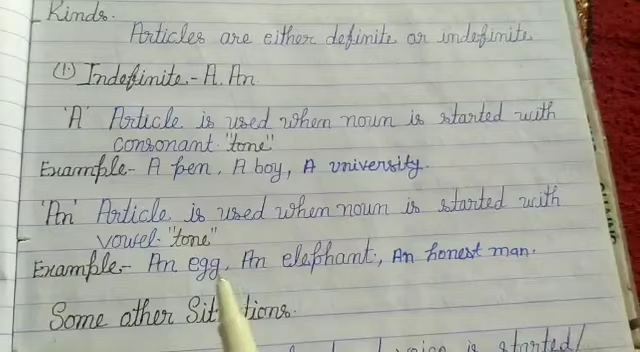 Kinds.
Articles are either definite or indefinite
(1) Indefinite - A. An
'A' Article is used when noun is started with
consonant "tone"
Example - A pen, A boy, A university.
'An' Article is used when noun is started with
vowel "tone"
Example - An egg, An elephant, An honest man.
Some other
is started